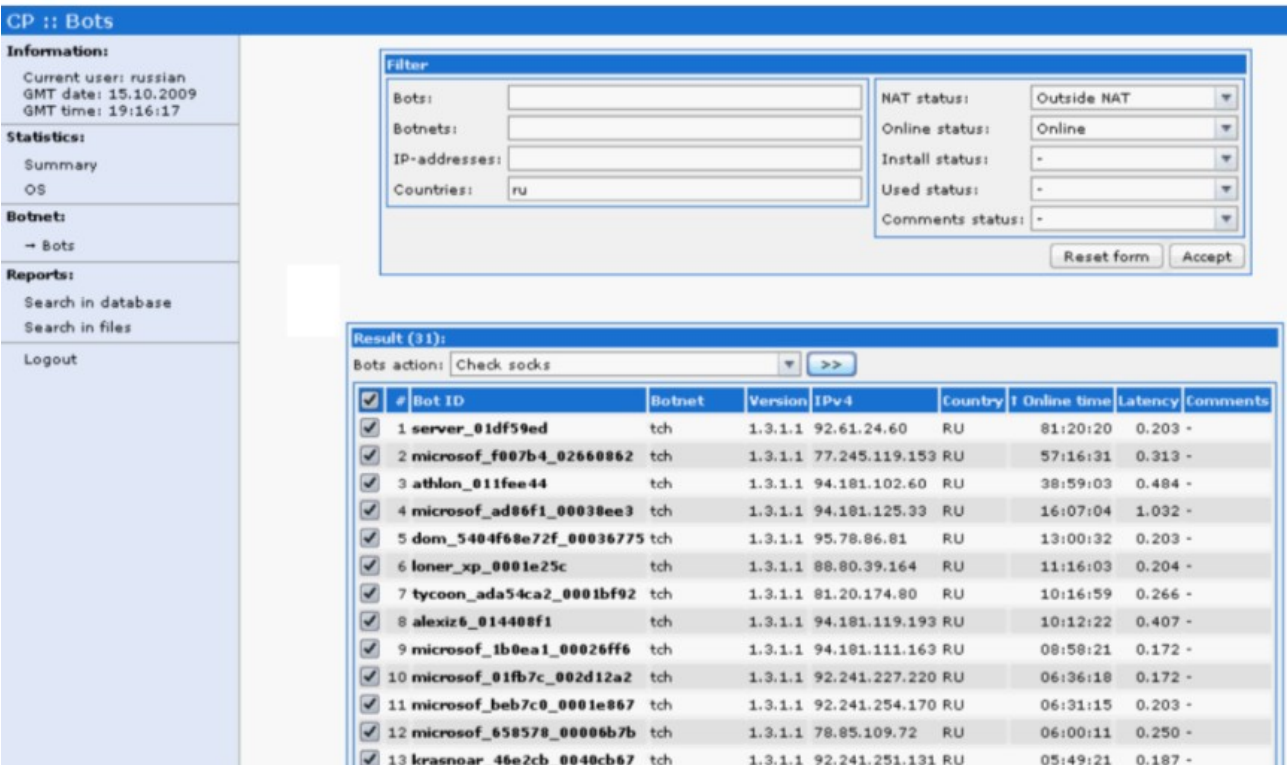 CP :: Bots
Information:
Current user: russian
GMT date: 15.10.2009
GMT time: 19:16:17
Statistics:
Summary
OS
Botnet:
→ Bots
Reports:
Search in database
Search in files
Logout
Filter
Bots:
Botnets:
IP-addresses:
Countries: ru
NAT status: Outside NAT
Online status: Online
Install status: -
Used status: -
Comments status: -
Reset form Accept
Result (31):
Bots action: Check socks >>
# Bot ID Botnet Version IPv4 Country ↑ Online time Latency Comments
1 server_01df59ed tch 1.3.1.1 92.61.24.60 RU 81:20:20 0.203 -
2 microsof_f007b4_02660862 tch 1.3.1.1 77.245.119.153 RU 57:16:31 0.313 -
3 athlon_011fee44 tch 1.3.1.1 94.181.102.60 RU 38:59:03 0.484 -
4 microsof_ad86f1_00038ee3 tch 1.3.1.1 94.181.125.33 RU 16:07:04 1.032 -
5 dom_5404f68e72f_00036775 tch 1.3.1.1 95.78.86.81 RU 13:00:32 0.203 -
6 loner_xp_0001e25c tch 1.3.1.1 88.80.39.164 RU 11:16:03 0.204 -
7 tycoon_ada54ca2_0001bf92 tch 1.3.1.1 81.20.174.80 RU 10:16:59 0.266 -
8 alexiz6_014408f1 tch 1.3.1.1 94.181.119.193 RU 10:12:22 0.407 -
9 microsof_1b0ea1_00026ff6 tch 1.3.1.1 94.181.111.163 RU 08:58:21 0.172 -
10 microsof_01fb7c_002d12a2 tch 1.3.1.1 92.241.227.220 RU 06:36:18 0.172 -
11 microsof_beb7c0_0001e867 tch 1.3.1.1 92.241.254.170 RU 06:31:15 0.203 -
12 microsof_658578_00006b7b tch 1.3.1.1 78.85.109.72 RU 06:00:11 0.250 -
13 krasnoar_46e2cb_0040cb67 tch 1.3.1.1 92.241.251.131 RU 05:49:21 0.187 -